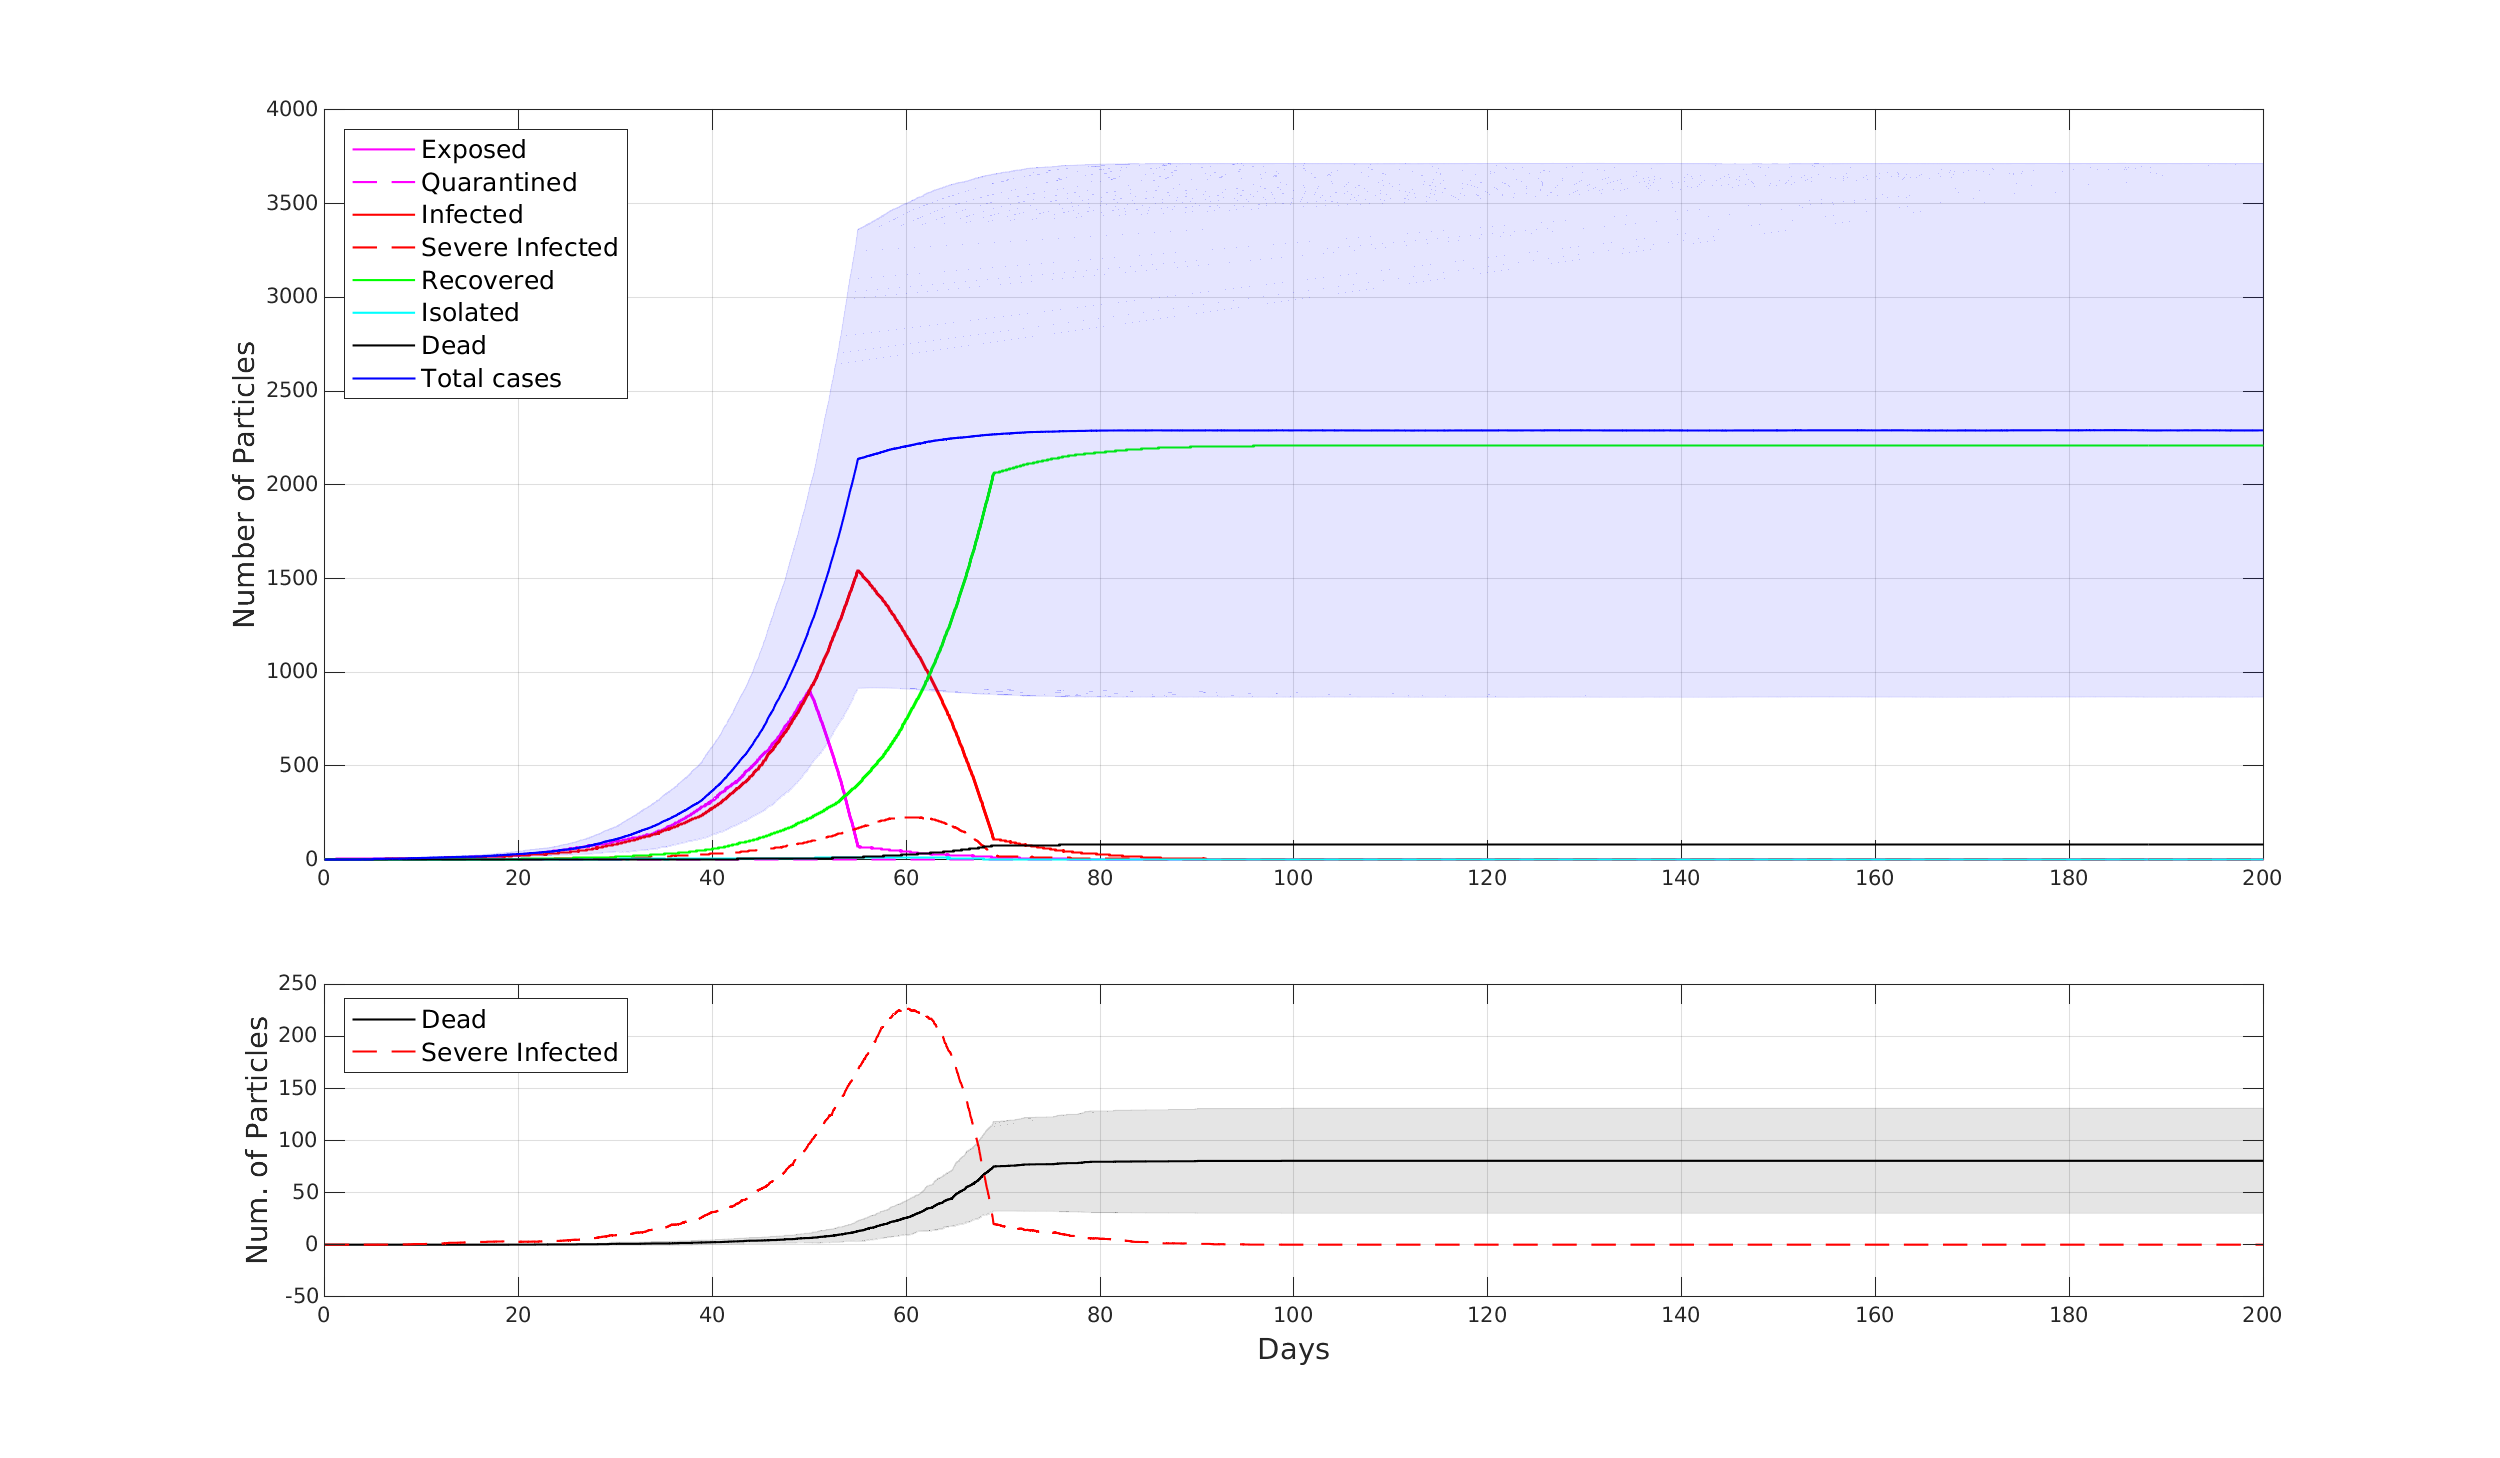 4000
3500
3000
2500
2000
1500
1000
500
0
Number of Particles
Exposed
Quarantined
Infected
Severe Infected
Recovered
Isolated
Dead
Total cases
0 20 40 60 80 100 120 140 160 180 200
250
200
150
100
50
0
-50
Num. of Particles
Dead
Severe Infected
0 20 40 60 80 100 120 140 160 180 200
Days